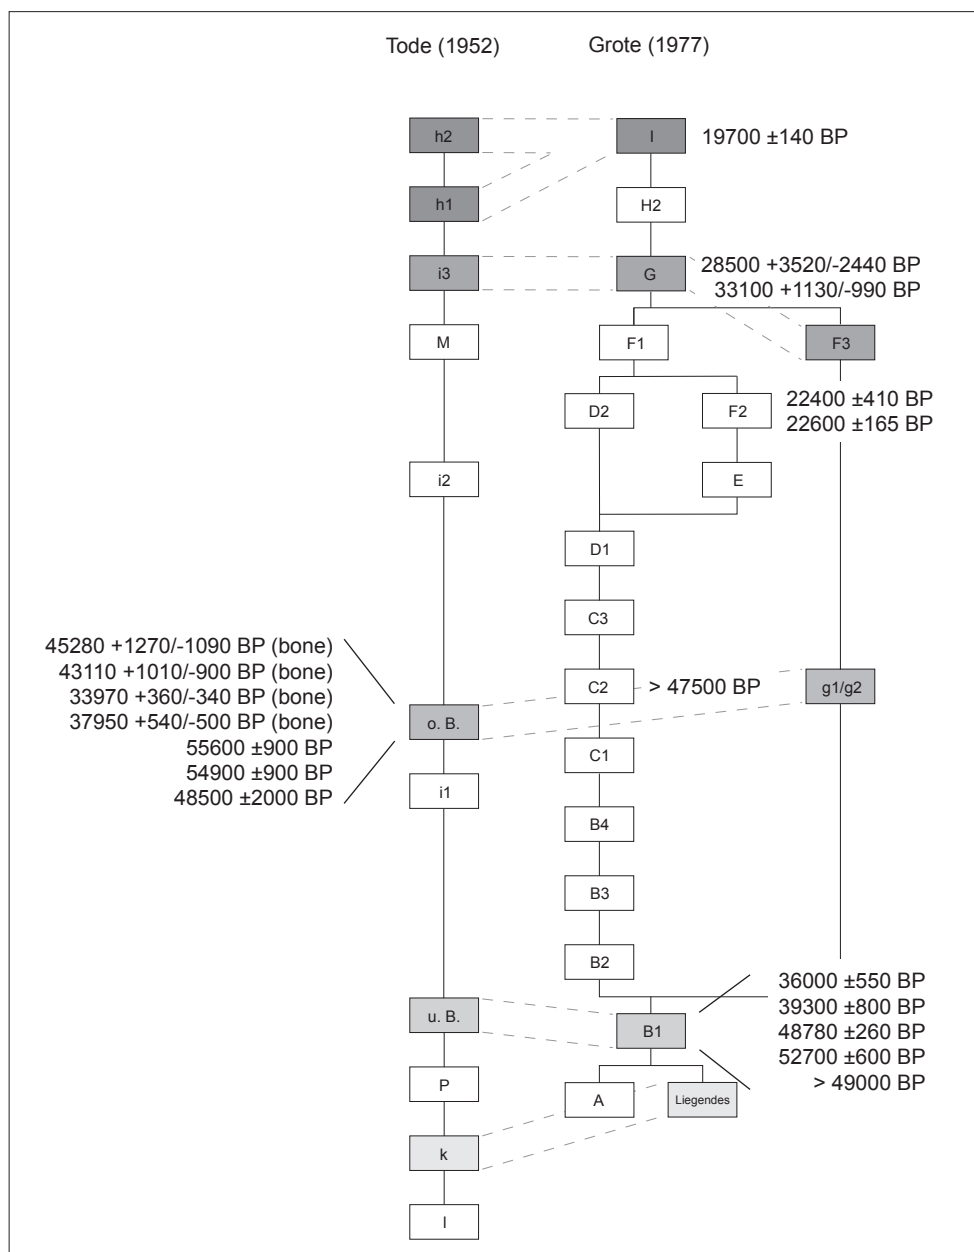 Tode (1952)
Grote (1977)
h2
I
19700 ±140 BP
h1
H2
i3
G
28500 +3520/-2440 BP
33100 +1130/-990 BP
M
F1
F3
D2
F2
22400 ±410 BP
22600 ±165 BP
i2
E
D1
C3
45280 +1270/-1090 BP (bone)
43110 +1010/-900 BP (bone)
33970 +360/-340 BP (bone)
37950 +540/-500 BP (bone)
55600 ±900 BP
54900 ±900 BP
48500 ±2000 BP
C2
> 47500 BP
g1/g2
o. B.
C1
i1
B4
B3
B2
36000 ±550 BP
39300 ±800 BP
48780 ±260 BP
52700 ±600 BP
> 49000 BP
u. B.
B1
P
A
Liegendes
k
l